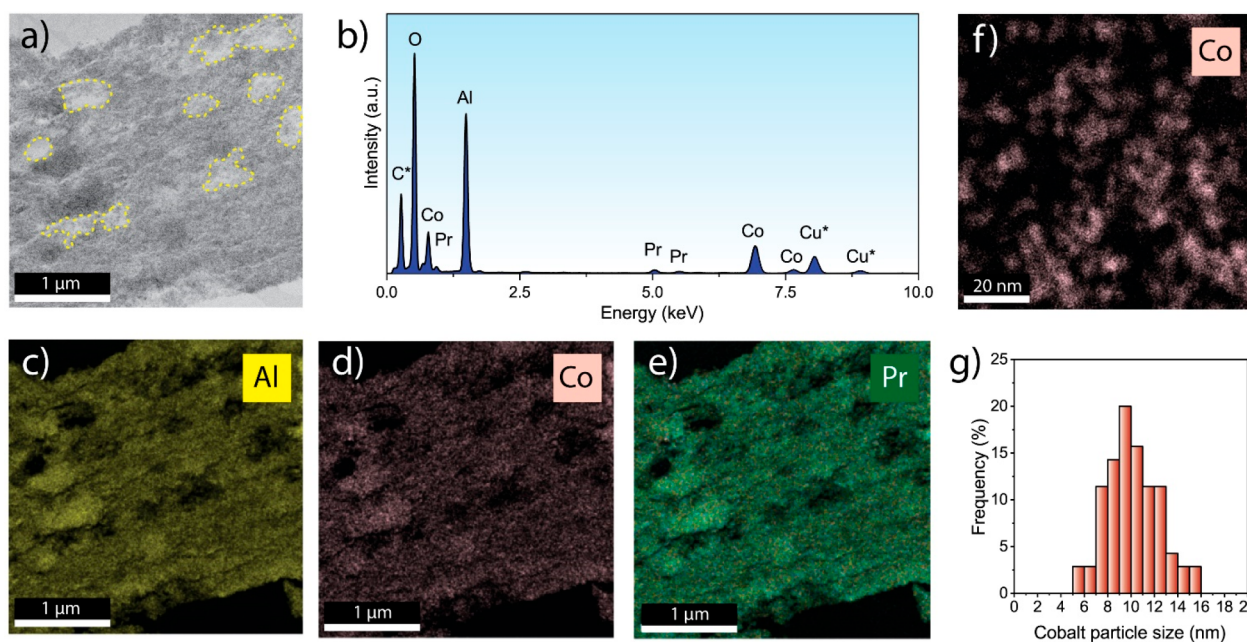 a)
1 µm
b)
Intensity (a.u.)
C*
O
Co
Pr
Al
Pr
Pr
Co
Co
Cu*
Cu*
0.0 2.5 5.0 7.5 10.0
Energy (keV)
f)
Co
20 nm
c)
Al
1 µm
d)
Co
1 µm
e)
Pr
1 µm
g)
Frequency (%)
25
20
15
10
5
0
0 2 4 6 8 10 12 14 16 18
Cobalt particle size (nm)